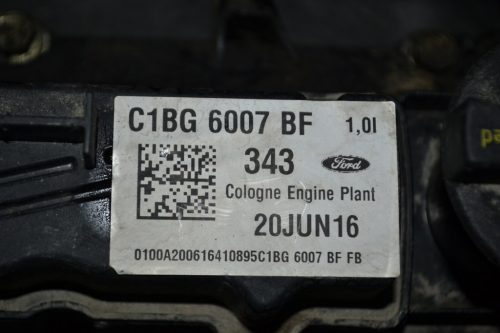 C1BG 6007 BF 1,0l
343 Ford
Cologne Engine Plant
20JUN16
0100A200616410895C1BG 6007 BF FB